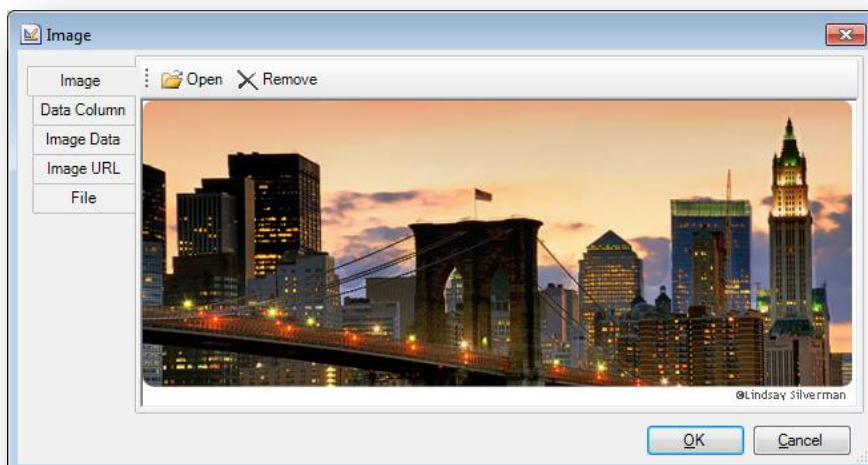 Image
Image
Data Column
Image Data
Image URL
File
Open Remove
©Lindsay Silverman
OK Cancel